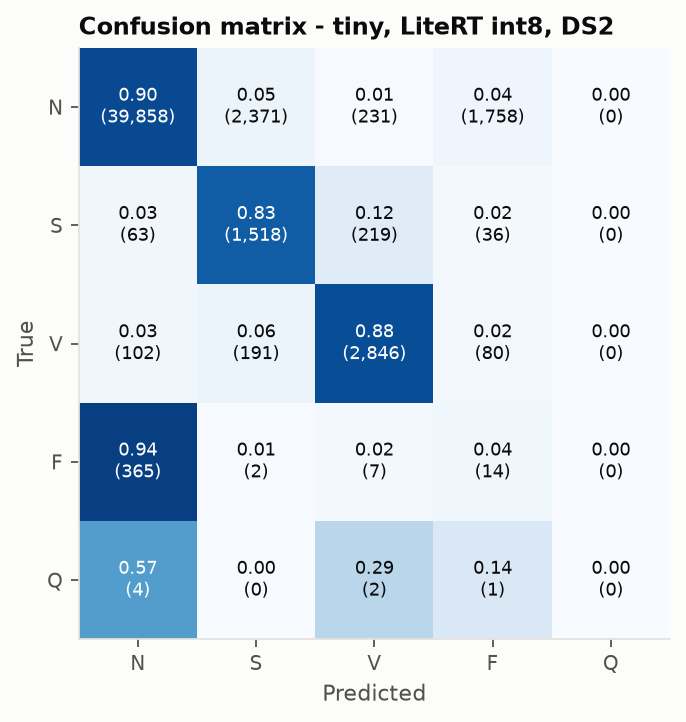 Confusion matrix - tiny, LiteRT int8, DS2
True
N
0.90 0.05 0.01 0.04 0.00
(39,858) (2,371) (231) (1,758) (0)
S
0.03 0.83 0.12 0.02 0.00
(63) (1,518) (219) (36) (0)
V
0.03 0.06 0.88 0.02 0.00
(102) (191) (2,846) (80) (0)
F
0.94 0.01 0.02 0.04 0.00
(365) (2) (7) (14) (0)
Q
0.57 0.00 0.29 0.14 0.00
(4) (0) (2) (1) (0)
N S V F Q
Predicted